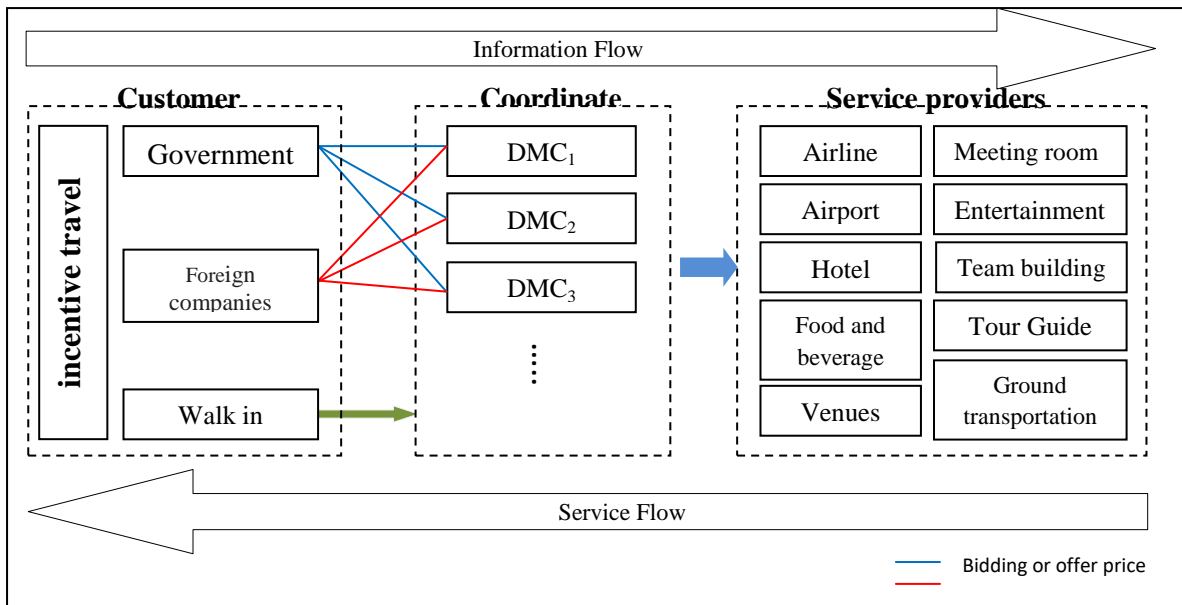 Information Flow
Customer
Coordinate
Service providers
incentive travel
Government
Foreign
companies
Walk in
DMC₁
DMC₂
DMC₃
......
Airline
Airport
Hotel
Food and
beverage
Venues
Meeting room
Entertainment
Team building
Tour Guide
Ground
transportation
Service Flow
Bidding or offer price